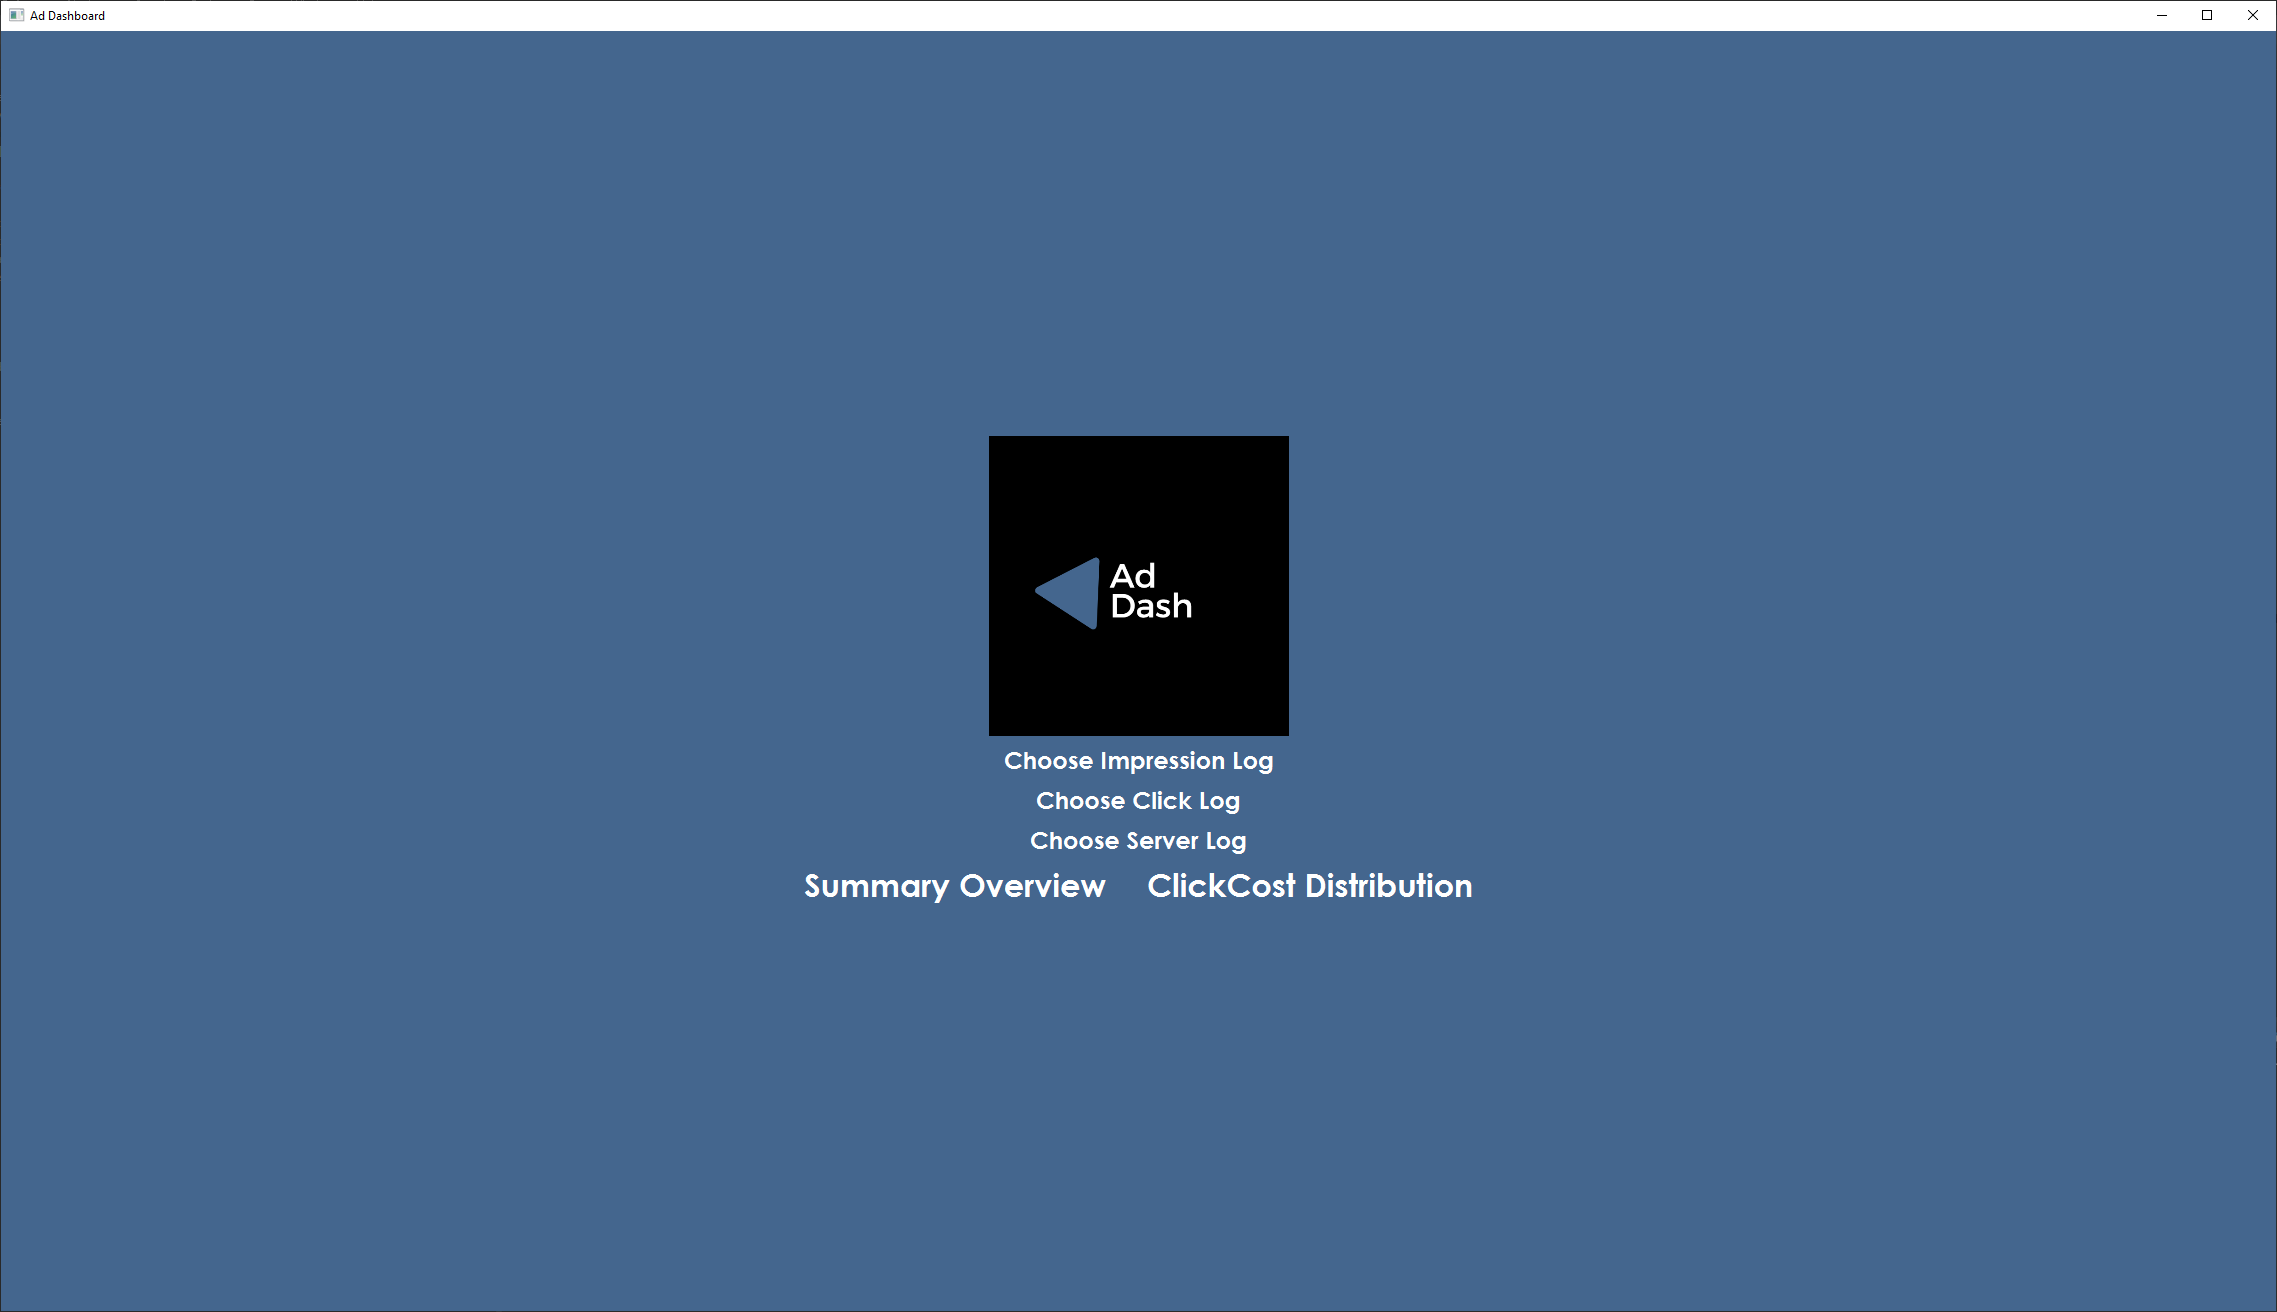 Ad Dashboard
Ad
Dash
Choose Impression Log
Choose Click Log
Choose Server Log
Summary Overview ClickCost Distribution